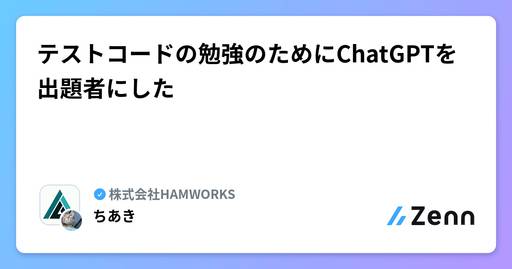 テストコードの勉強のためにChatGPTを
出題者にした
株式会社HAMWORKS
ちあき
Zenn